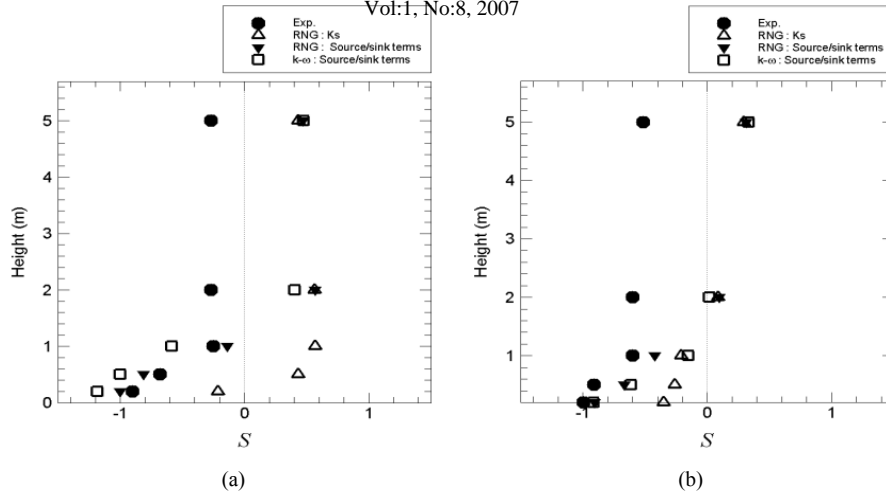 Vol:1, No:8, 2007
Exp.
RNG : Ks
RNG : Source/sink terms
k-ω : Source/sink terms
5
4
3
2
1
0
Height (m)
-1
0
1
S
(a)
Exp.
RNG : Ks
RNG : Source/sink terms
k-ω : Source/sink terms
5
4
3
2
1
Height (m)
-1
0
1
S
(b)